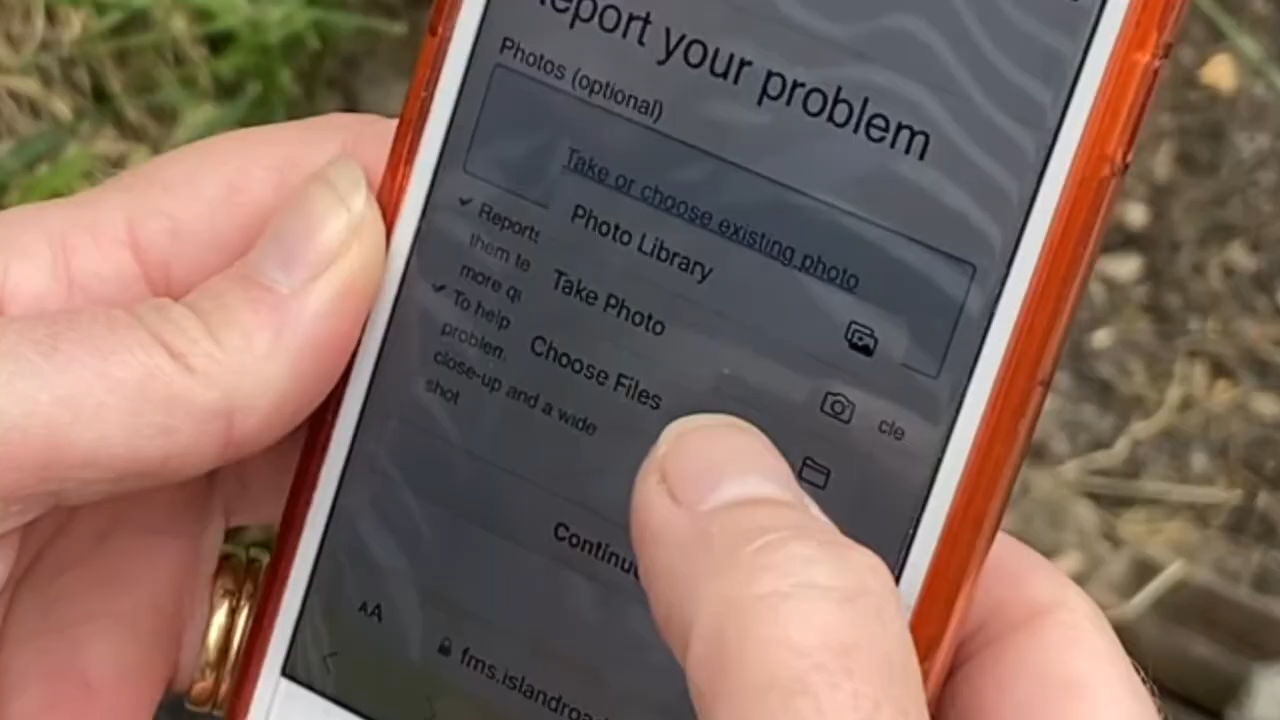 Report your problem
Photos (optional)
Take or choose existing photo
Photo Library
Take Photo
Choose Files
Reports
them to
more
To help
problem,
close-up and a wide
shot
cle
Continue
AA
fms.islandroa